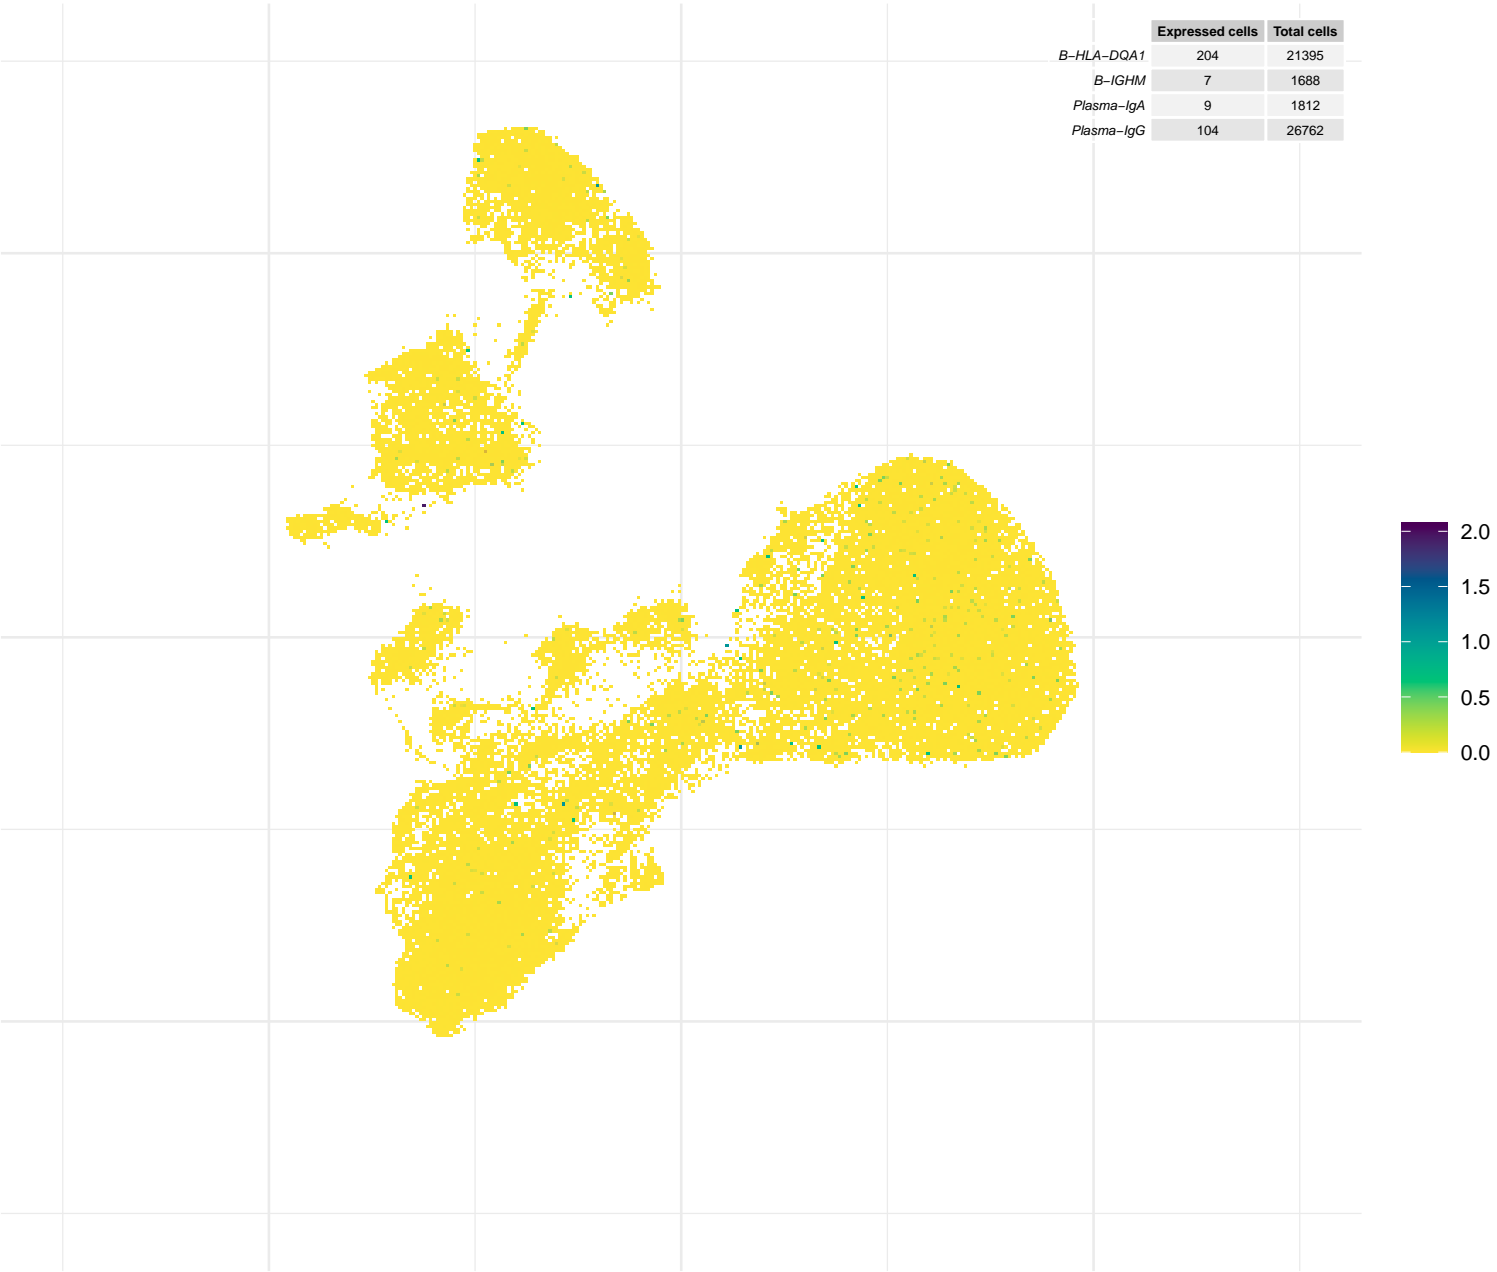 Expressed cells Total cells
B−HLA−DQA1 204 21395
B−IGHM 7 1688
Plasma−IgA 9 1812
Plasma−IgG 104 26762
2.0
1.5
1.0
0.5
0.0